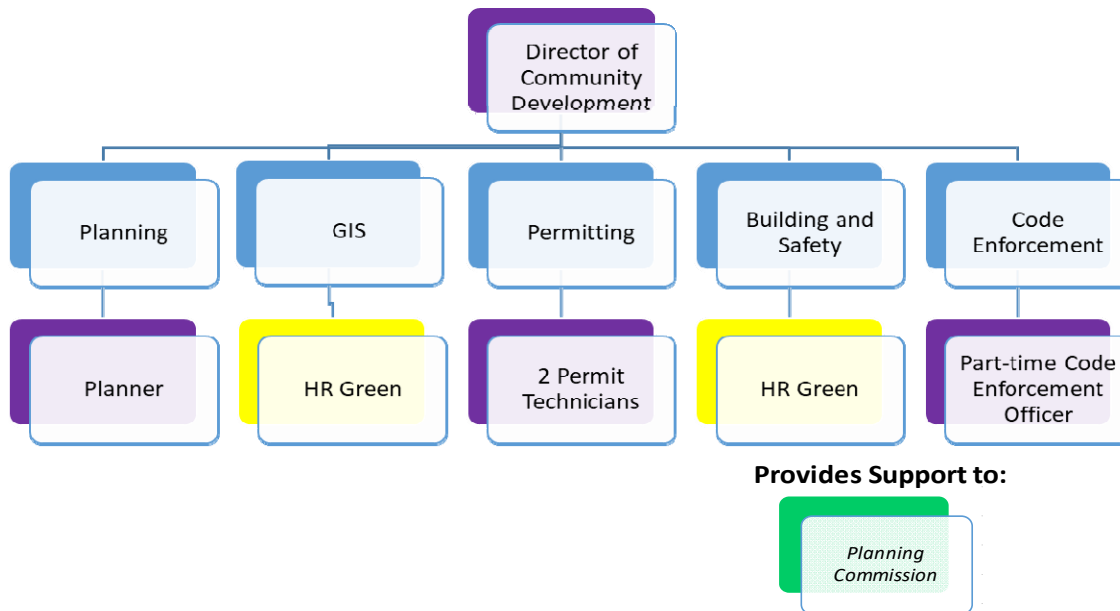 Director of
Community
Development
Planning
GIS
Permitting
Building and
Safety
Code
Enforcement
Planner
HR Green
2 Permit
Technicians
HR Green
Part-time Code
Enforcement
Officer
Provides Support to:
Planning
Commission